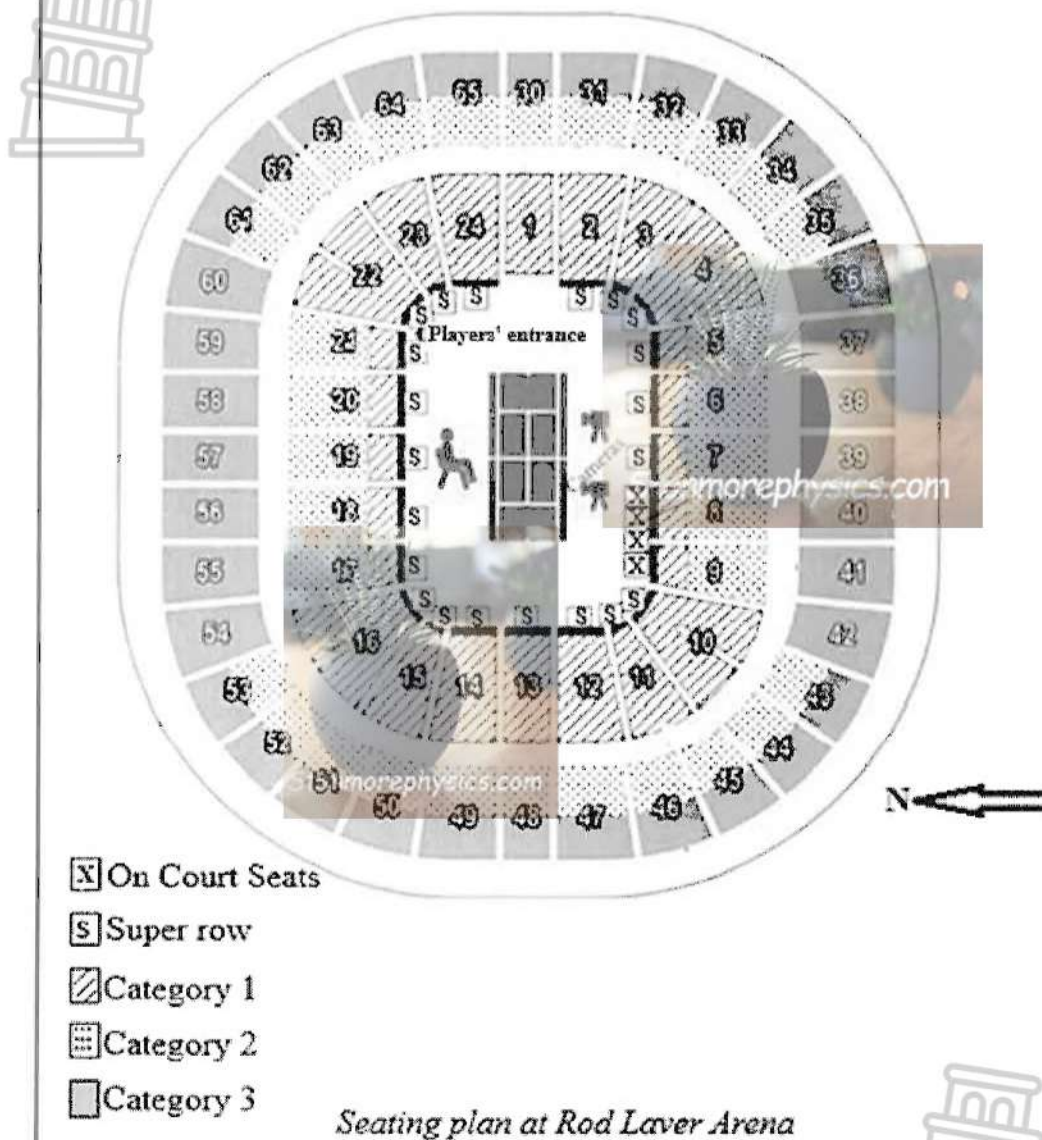 65 30 31
64 32
63 33
62 34
61 35
23 24 1 2 3
22 4
60 36
S S S S
S S
Players' entrance
59 21 S S 5 37
58 20 S S 6 38
57 19 S S 7 39
morephysics.com
56 18 S X 8 40
X
X
55 17 S X 9 41
S S S S S S S S
54 16 10 42
15 14 13 12 11
53 43
52 44
51 45
morephysics.com
50 49 48 47 46
N
X On Court Seats
S Super row
Category 1
Category 2
Category 3
Seating plan at Rod Laver Arena